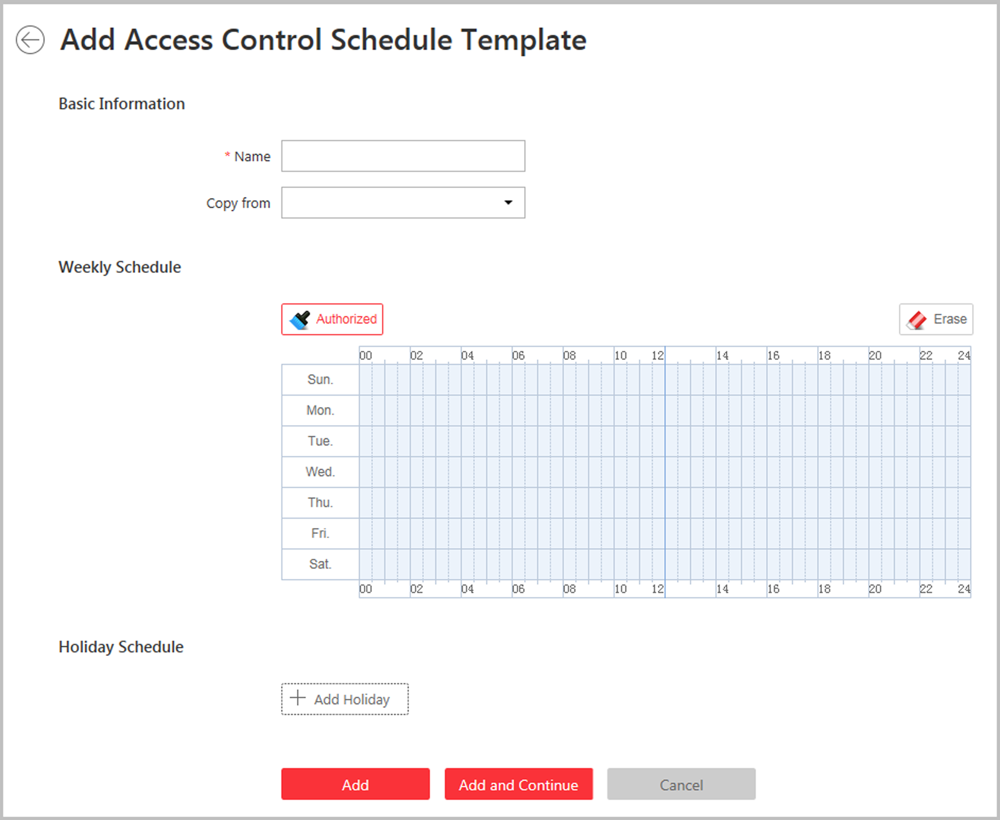 Add Access Control Schedule Template
Basic Information
* Name
Copy from
Weekly Schedule
Authorized
Erase
00 02 04 06 08 10 12 14 16 18 20 22 24
Sun.
Mon.
Tue.
Wed.
Thu.
Fri.
Sat.
00 02 04 06 08 10 12 14 16 18 20 22 24
Holiday Schedule
Add Holiday
Add Add and Continue Cancel